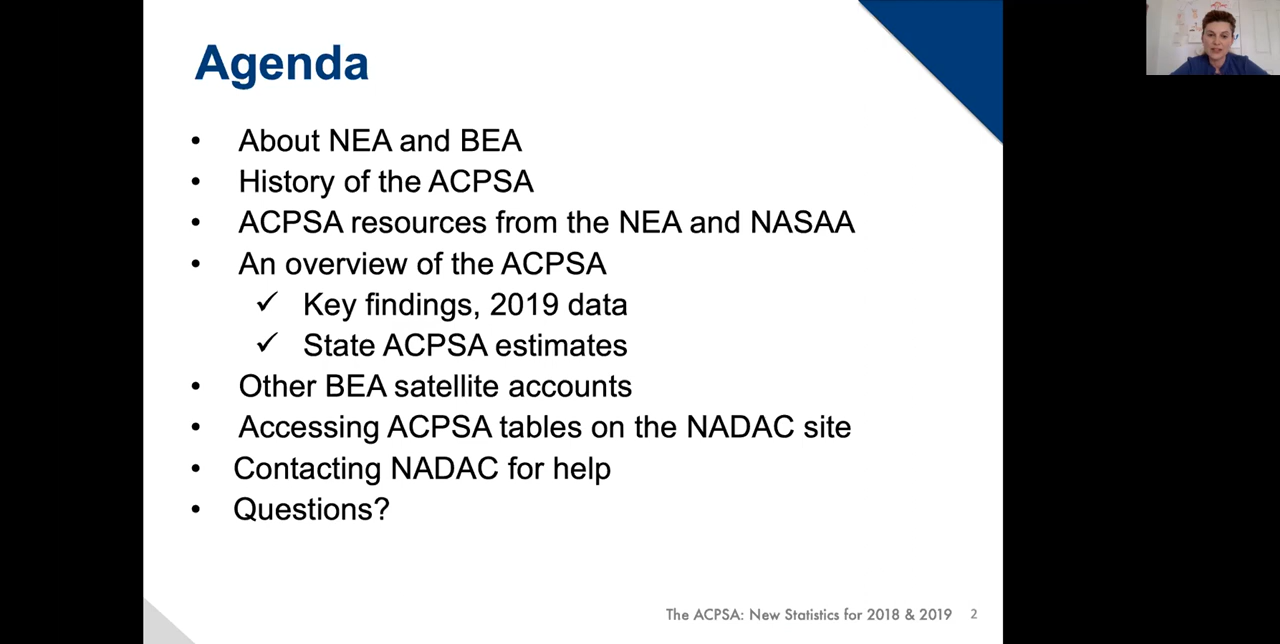 Agenda
• About NEA and BEA
• History of the ACPSA
• ACPSA resources from the NEA and NASAA
• An overview of the ACPSA
✓ Key findings, 2019 data
✓ State ACPSA estimates
• Other BEA satellite accounts
• Accessing ACPSA tables on the NADAC site
• Contacting NADAC for help
• Questions?
The ACPSA: New Statistics for 2018 & 2019 2